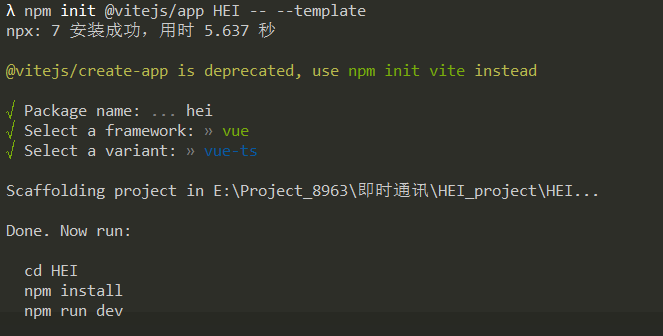 λ npm init @vitejs/app HEI -- --template
npx: 7 安装成功，用时 5.637 秒
@vitejs/create-app is deprecated, use npm init vite instead
√ Package name: ... hei
√ Select a framework: » vue
√ Select a variant: » vue-ts
Scaffolding project in E:\Project_8963\即时通讯\HEI_project\HEI...
Done. Now run:
cd HEI
npm install
npm run dev